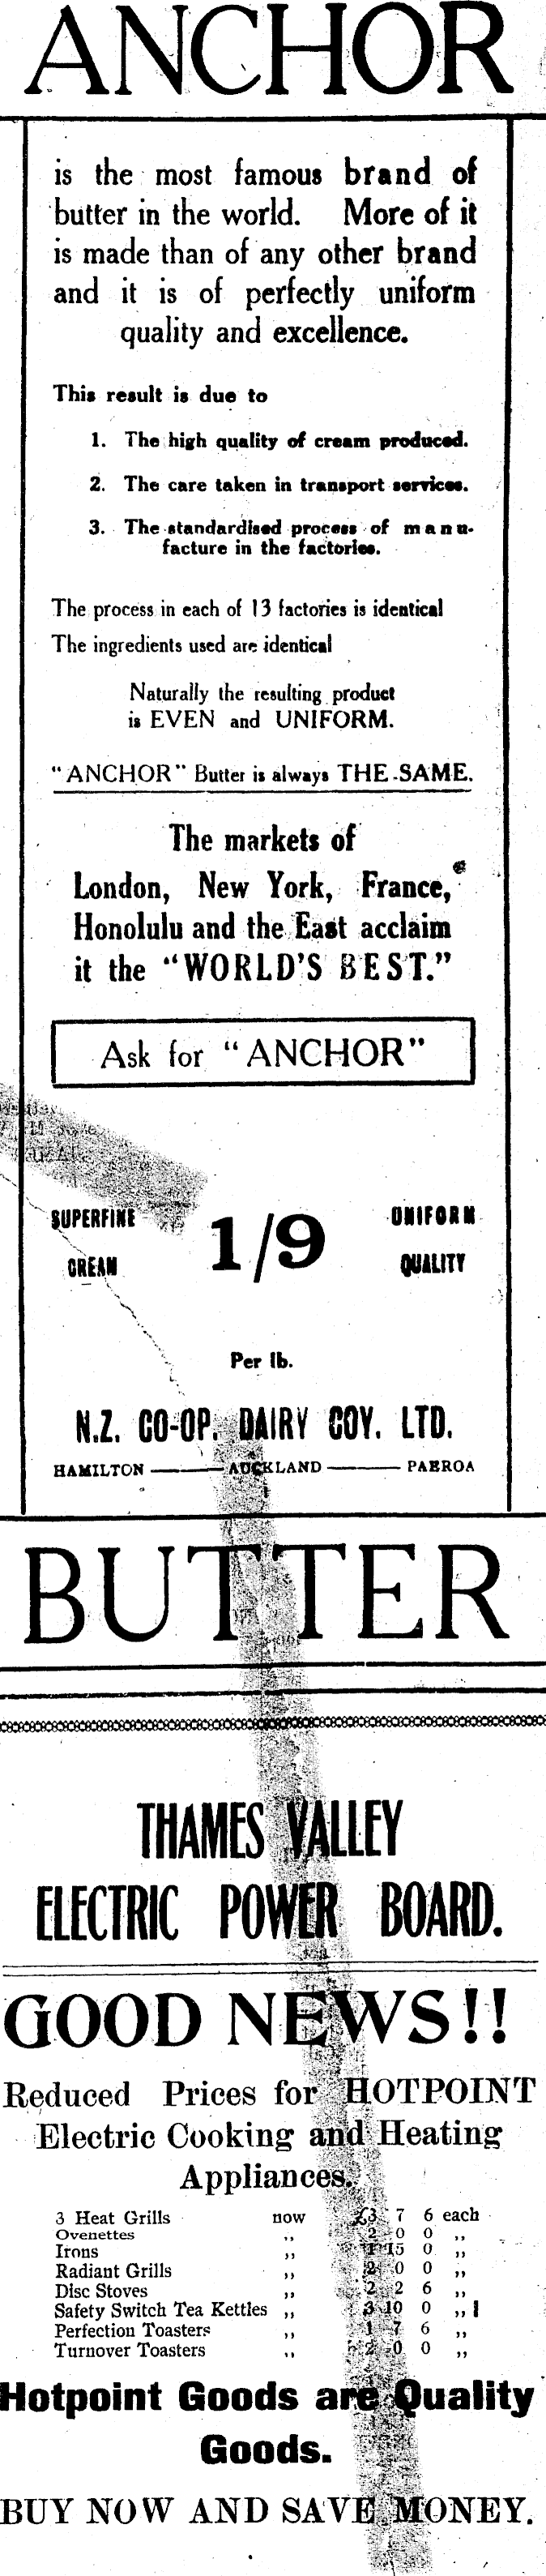 ANCHOR
is the most famous brand of
butter in the world. More of it
is made than of any other brand
and it is of perfectly uniform
quality and excellence.
This result is due to
1. The high quality of cream produced.
2. The care taken in transport services.
3. The standardised process of manu-
facture in the factories.
The process in each of 13 factories is identical
The ingredients used are identical
Naturally the resulting product
is EVEN and UNIFORM.
"ANCHOR" Butter is always THE SAME.
The markets of
London, New York, France,
Honolulu and the East acclaim
it the "WORLD'S BEST."
Ask for "ANCHOR"
SUPERFINE 1/9 UNIFORM
CREAM QUALITY
Per lb.
N.Z. CO-OP. DAIRY COY. LTD.
HAMILTON —— AUCKLAND —— PAEROA
BUTTER
THAMES VALLEY
ELECTRIC POWER BOARD.
GOOD NEWS!!
Reduced Prices for HOTPOINT
Electric Cooking and Heating
Appliances.
3 Heat Grills now £3 7 6 each
Ovenettes ,, 2 0 0 ,,
Irons ,, 1 15 0 ,,
Radiant Grills ,, 2 0 0 ,,
Disc Stoves ,, 2 2 6 ,,
Safety Switch Tea Kettles ,, 3 10 0 ,,
Perfection Toasters ,, 1 7 6 ,,
Turnover Toasters ,, 2 0 0 ,,
Hotpoint Goods are Quality
Goods.
BUY NOW AND SAVE MONEY.